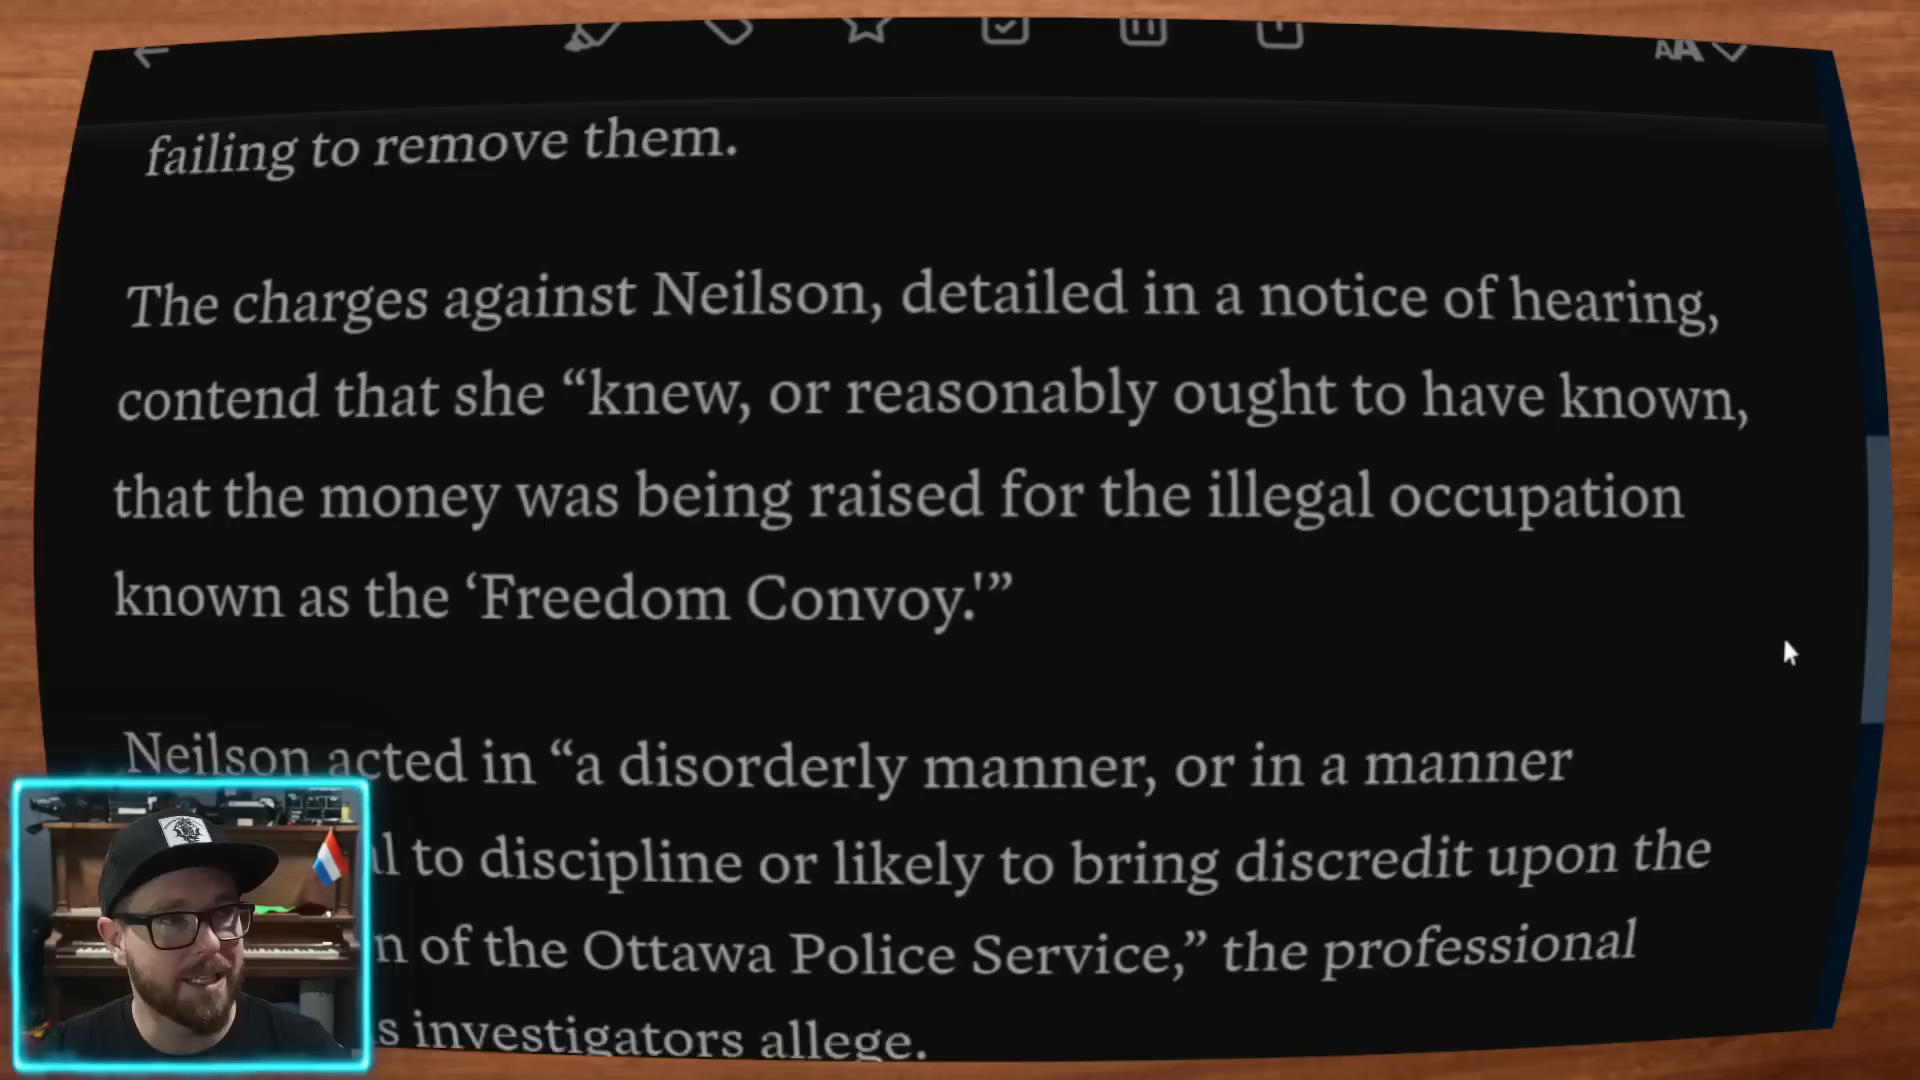 AA
failing to remove them.
The charges against Neilson, detailed in a notice of hearing,
contend that she “knew, or reasonably ought to have known,
that the money was being raised for the illegal occupation
known as the ‘Freedom Convoy.'”
Neilson acted in “a disorderly manner, or in a manner
to discipline or likely to bring discredit upon the
of the Ottawa Police Service,” the professional
investigators allege.